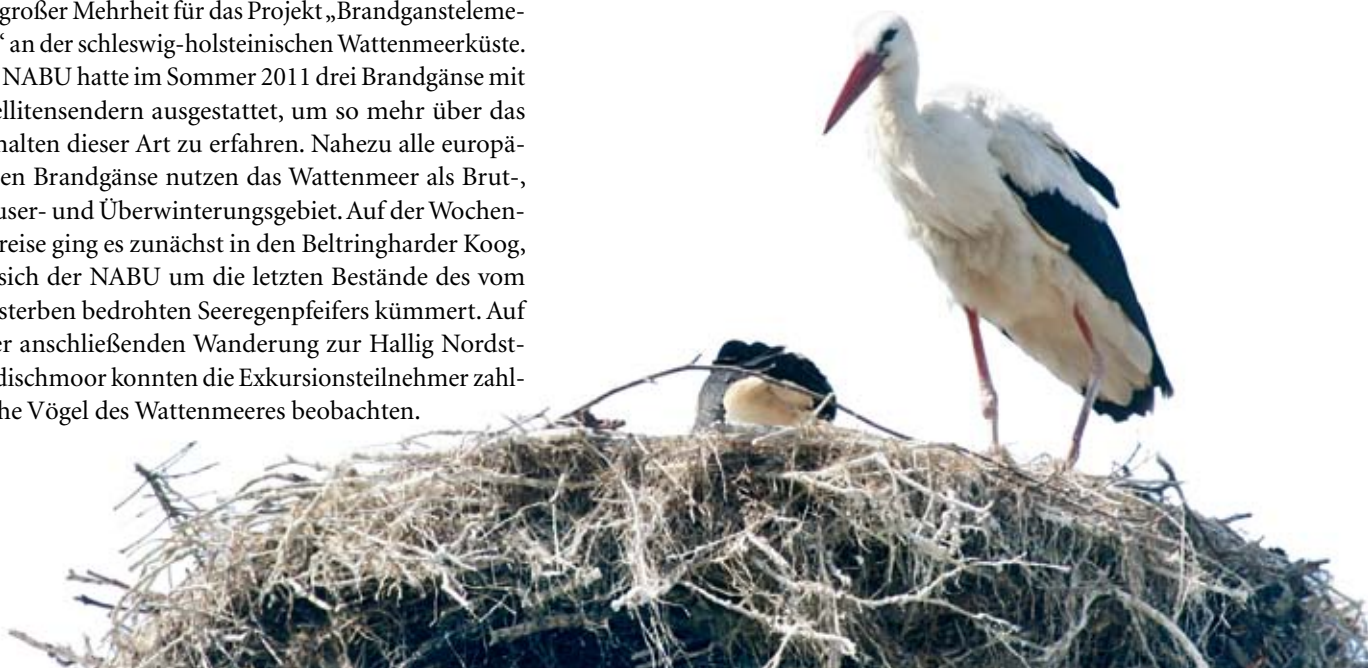 großer Mehrheit für das Projekt „Brandgansteleme-
“ an der schleswig-holsteinischen Wattenmeerküste.
NABU hatte im Sommer 2011 drei Brandgänse mit
ellitensendern ausgestattet, um so mehr über das
halten dieser Art zu erfahren. Nahezu alle europä-
en Brandgänse nutzen das Wattenmeer als Brut-,
user- und Überwinterungsgebiet. Auf der Wochen-
reise ging es zunächst in den Beltringharder Koog,
sich der NABU um die letzten Bestände des vom
sterben bedrohten Seeregenpfeifers kümmert. Auf
er anschließenden Wanderung zur Hallig Nordst-
dischmoor konnten die Exkursionsteilnehmer zahl-
he Vögel des Wattenmeeres beobachten.